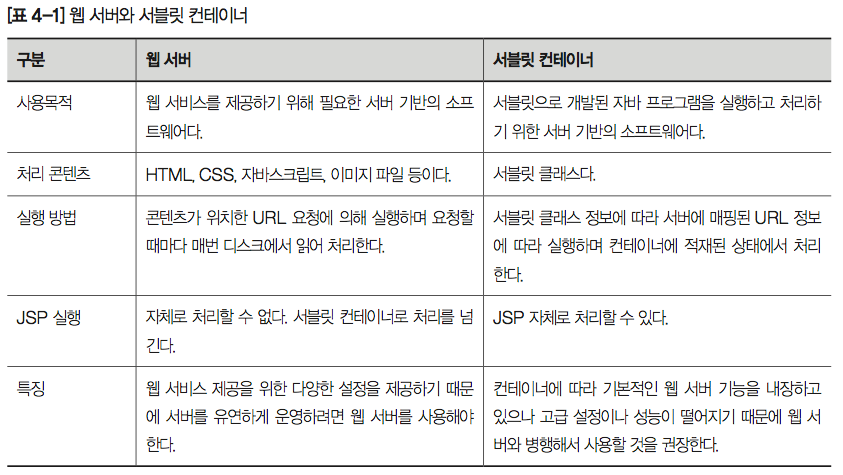 [표 4-1] 웹 서버와 서블릿 컨테이너
구분 웹 서버 서블릿 컨테이너
사용목적
웹 서비스를 제공하기 위해 필요한 서버 기반의 소프
트웨어다.
서블릿으로 개발된 자바 프로그램을 실행하고 처리하
기 위한 서버 기반의 소프트웨어다.
처리 콘텐츠
HTML, CSS, 자바스크립트, 이미지 파일 등이다.
서블릿 클래스다.
실행 방법
콘텐츠가 위치한 URL 요청에 의해 실행하며 요청할
때마다 매번 디스크에서 읽어 처리한다.
서블릿 클래스 정보에 따라 서버에 매핑된 URL 정보
에 따라 실행하며 컨테이너에 적재된 상태에서 처리
한다.
JSP 실행
자체로 처리할 수 없다. 서블릿 컨테이너로 처리를 넘
긴다.
JSP 자체로 처리할 수 있다.
특징
웹 서비스 제공을 위한 다양한 설정을 제공하기 때문
에 서버를 유연하게 운영하려면 웹 서버를 사용해야
한다.
컨테이너에 따라 기본적인 웹 서버 기능을 내장하고
있으나 고급 설정이나 성능이 떨어지기 때문에 웹 서
버와 병행해서 사용할 것을 권장한다.